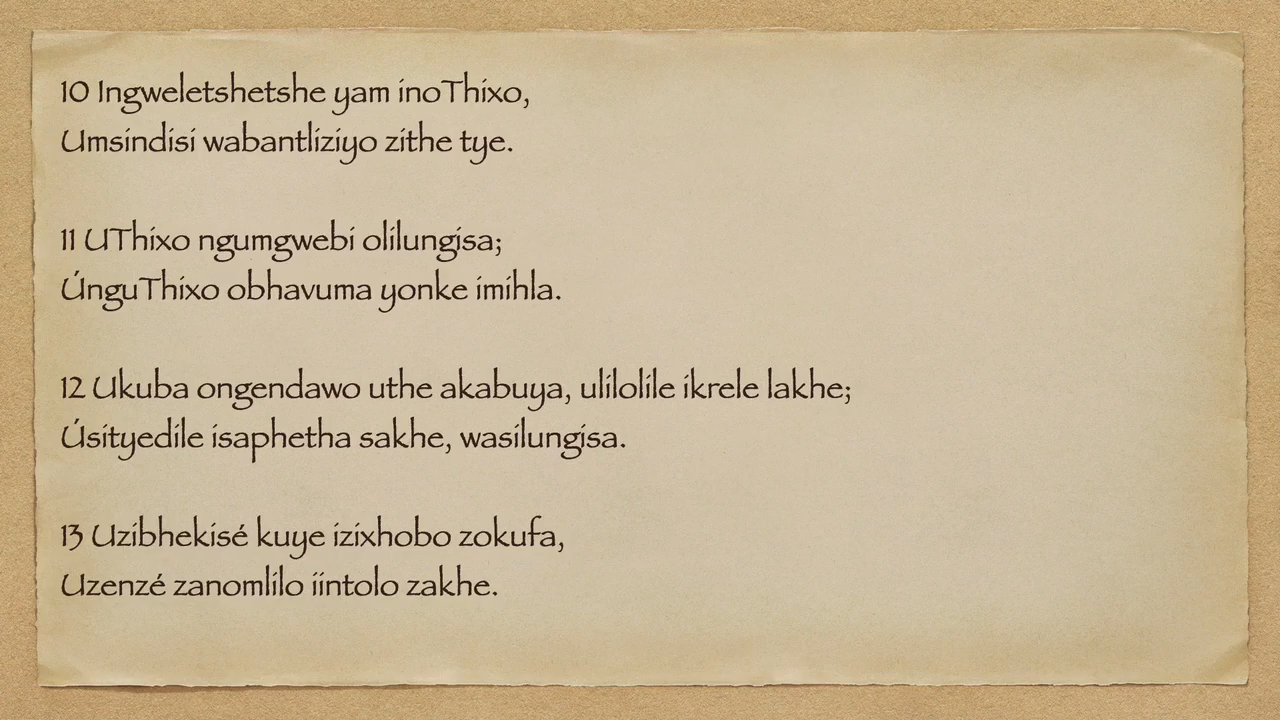 10 Ingweletshetshe yam inoThixo,
Umsindisi wabantliziyo zithe tye.
11 UThixo ngumgwebi olilungisa;
ÚnguThixo obhavuma yonke imihla.
12 Ukuba ongendawo uthe akabuya, ulilolile ikrele lakhe;
Úsityedile isaphetha sakhe, wasilungisa.
13 Uzibhekisé kuye izixhobo zokufa,
Uzenzé zanomlilo iintolo zakhe.